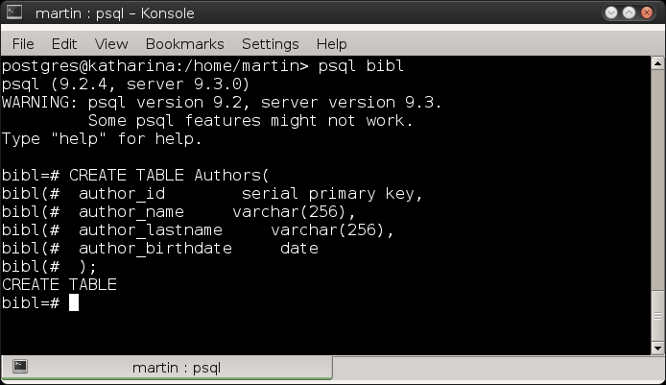 martin : psql – Konsole
File Edit View Bookmarks Settings Help
postgres@katharina:/home/martin> psql bibl
psql (9.2.4, server 9.3.0)
WARNING: psql version 9.2, server version 9.3.
         Some psql features might not work.
Type "help" for help.
bibl=# CREATE TABLE Authors(
bibl(#  author_id        serial primary key,
bibl(#  author_name     varchar(256),
bibl(#  author_lastname     varchar(256),
bibl(#  author_birthdate     date
bibl(#  );
CREATE TABLE
bibl=#
martin : psql